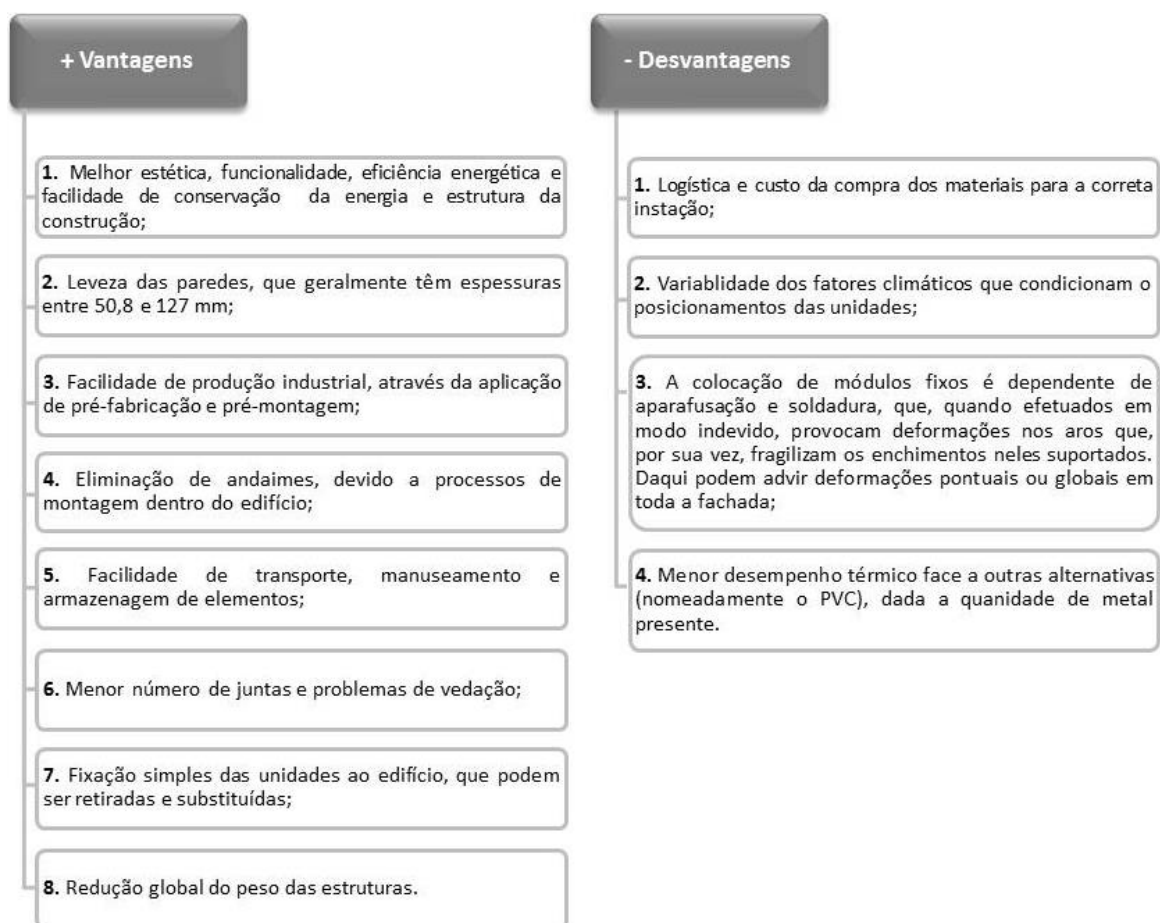 + Vantagens
1. Melhor estética, funcionalidade, eficiência energética e
facilidade de conservação da energia e estrutura da
construção;
2. Leveza das paredes, que geralmente têm espessuras
entre 50,8 e 127 mm;
3. Facilidade de produção industrial, através da aplicação
de pré-fabricação e pré-montagem;
4. Eliminação de andaimes, devido a processos de
montagem dentro do edifício;
5. Facilidade de transporte, manuseamento e
armazenagem de elementos;
6. Menor número de juntas e problemas de vedação;
7. Fixação simples das unidades ao edifício, que podem
ser retiradas e substituídas;
8. Redução global do peso das estruturas.
- Desvantagens
1. Logística e custo da compra dos materiais para a correta
instação;
2. Variablidade dos fatores climáticos que condicionam o
posicionamentos das unidades;
3. A colocação de módulos fixos é dependente de
aparafusação e soldadura, que, quando efetuados em
modo indevido, provocam deformações nos aros que,
por sua vez, fragilizam os enchimentos neles suportados.
Daqui podem advir deformações pontuais ou globais em
toda a fachada;
4. Menor desempenho térmico face a outras alternativas
(nomeadamente o PVC), dada a quanidade de metal
presente.